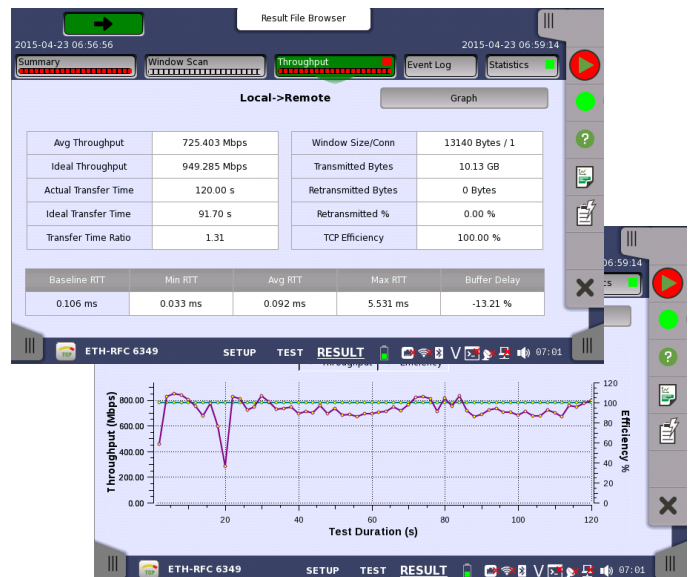 Result File Browser
2015-04-23 06:56:56
2015-04-23 06:59:14
Summary
Window Scan
Throughput
Event Log
Statistics
Local->Remote
Graph
Avg Throughput 725.403 Mbps
Ideal Throughput 949.285 Mbps
Actual Transfer Time 120.00 s
Ideal Transfer Time 91.70 s
Transfer Time Ratio 1.31
Window Size/Conn 13140 Bytes / 1
Transmitted Bytes 10.13 GB
Retransmitted Bytes 0 Bytes
Retransmitted % 0.00 %
TCP Efficiency 100.00 %
Baseline RTT Min RTT Avg RTT Max RTT Buffer Delay
0.106 ms 0.033 ms 0.092 ms 5.531 ms -13.21 %
TCP ETH-RFC 6349 SETUP TEST RESULT 07:01
06:59:14
cs
Throughput Efficiency
Throughput (Mbps)
800.00
600.00
400.00
200.00
0.00
120
100
80
60
40
20
0
Efficiency %
20 40 60 80 100 120
Test Duration (s)
TCP ETH-RFC 6349 SETUP TEST RESULT 07:01